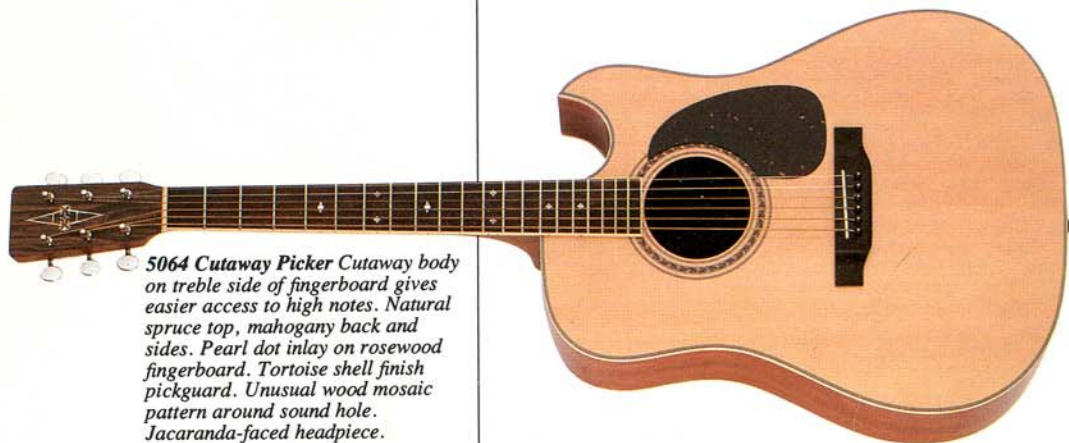 5064 Cutaway Picker Cutaway body
on treble side of fingerboard gives
easier access to high notes. Natural
spruce top, mahogany back and
sides. Pearl dot inlay on rosewood
fingerboard. Tortoise shell finish
pickguard. Unusual wood mosaic
pattern around sound hole.
Jacaranda-faced headpiece.